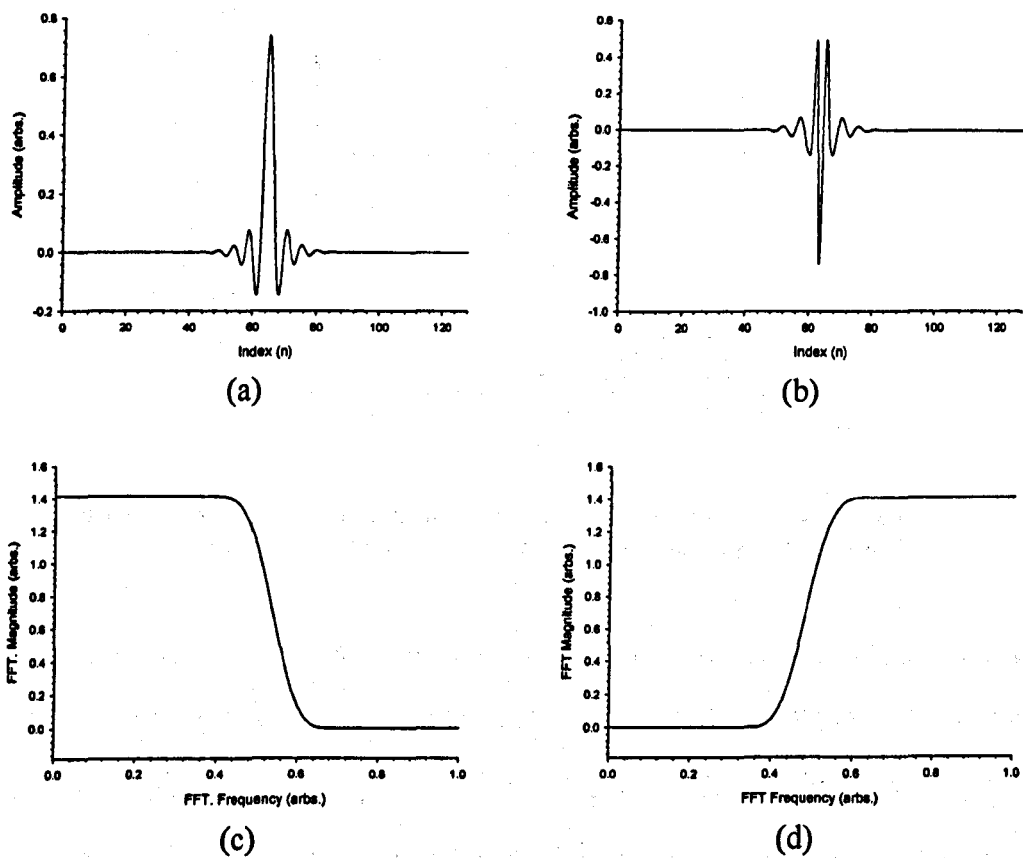 0.8
0.6
0.4
0.2
0.0
-0.2
Amplitude (arbs.)
0 20 40 60 80 100 120
Index (n)
(a)
0.6
0.4
0.2
0.0
-0.2
-0.4
-0.6
-0.8
-1.0
Amplitude (arbs.)
0 20 40 60 80 100 120
Index (n)
(b)
1.6
1.4
1.2
1.0
0.8
0.6
0.4
0.2
0.0
FFT. Magnitude (arbs.)
0.0 0.2 0.4 0.6 0.8 1.0
FFT. Frequency (arbs.)
(c)
1.6
1.4
1.2
1.0
0.8
0.6
0.4
0.2
0.0
FFT Magnitude (arbs.)
0.0 0.2 0.4 0.6 0.8 1.0
FFT Frequency (arbs.)
(d)